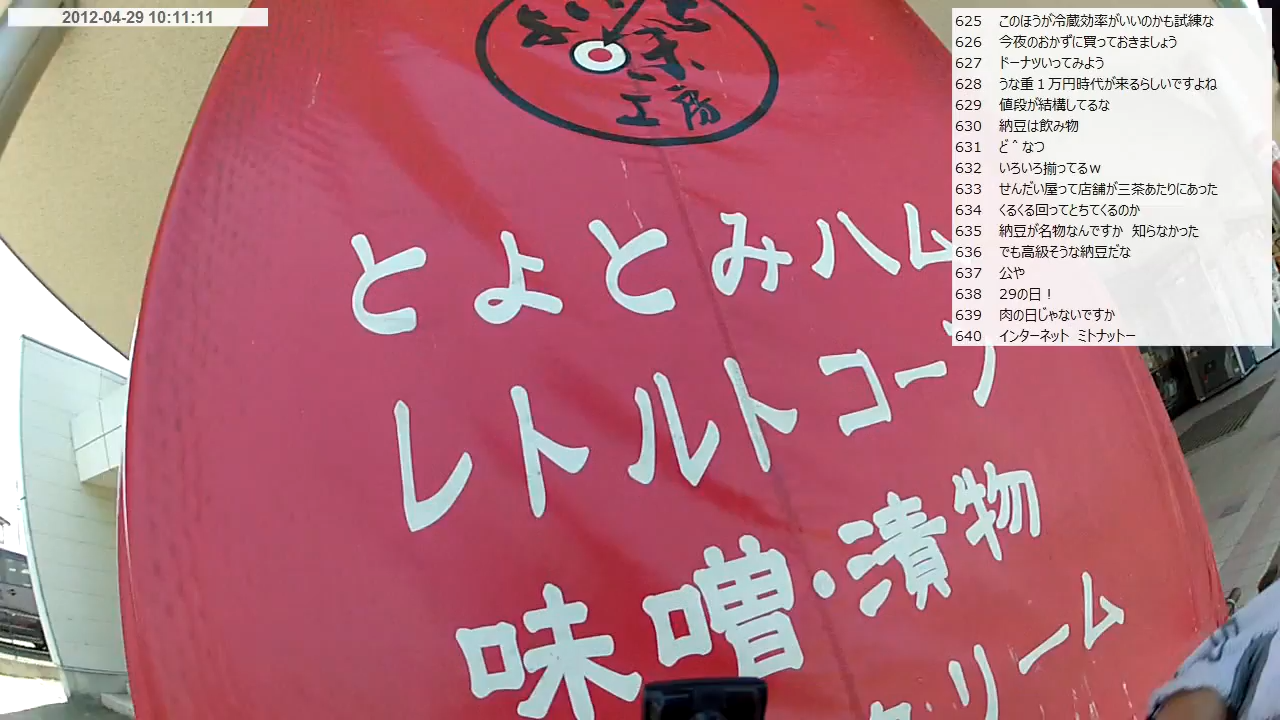 2012-04-29 10:11:11
工房
とよとみハム
レトルトコーナ
味噌・漬物
クリーム
625 このほうが冷蔵効率がいいのかも試練な
626 今夜のおかずに買っておきましょう
627 ドーナッツいってみよう
628 うな重１万円時代が来るらしいですよね
629 値段が結構してるな
630 納豆は飲み物
631 ど＾なつ
632 いろいろ揃ってるｗ
633 せんだい屋って店舗が三茶あたりにあった
634 くるくる回ってとちてくるのか
635 納豆が名物なんですか 知らなかった
636 でも高級そうな納豆だな
637 公や
638 29の日！
639 肉の日じゃないですか
640 インターネット ミトナットー